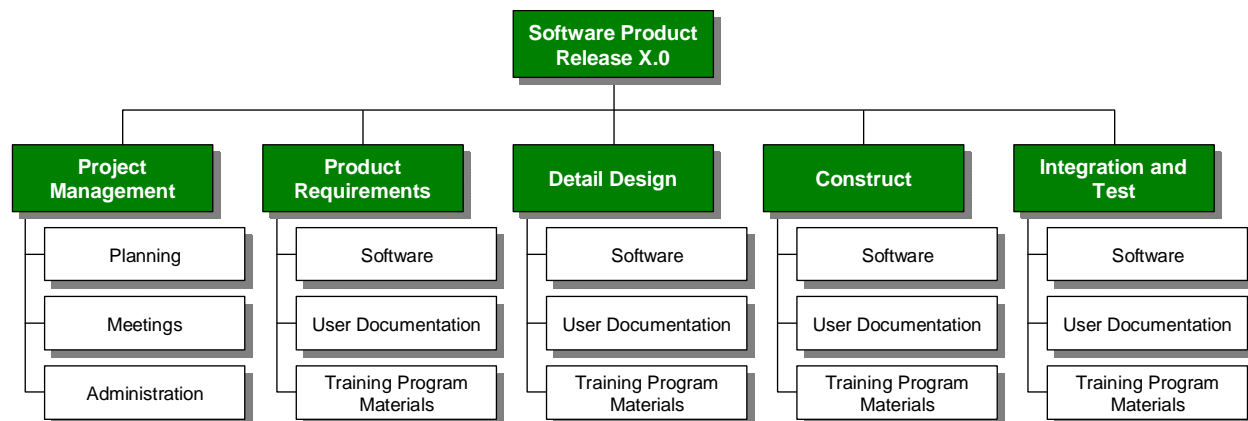 Software Product
Release X.0
Project
Management
Product
Requirements
Detail Design
Construct
Integration and
Test
Planning
Software
Software
Software
Software
Meetings
User Documentation
User Documentation
User Documentation
User Documentation
Administration
Training Program
Materials
Training Program
Materials
Training Program
Materials
Training Program
Materials